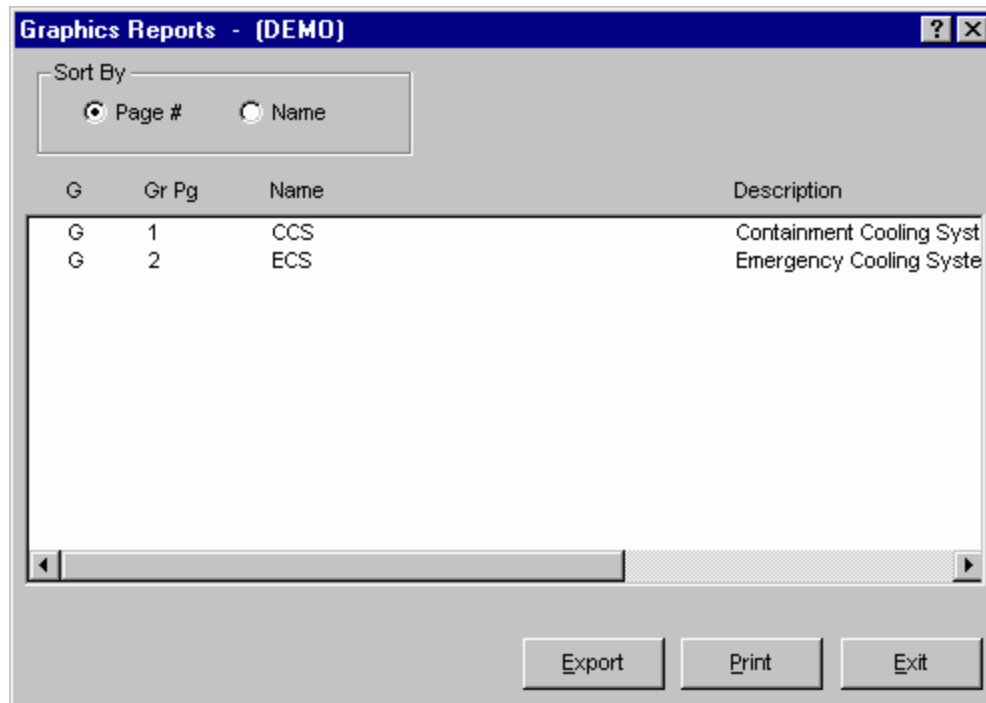 Graphics Reports - (DEMO)
Sort By
Page # Name
G Gr Pg Name Description
G 1 CCS Containment Cooling Syst
G 2 ECS Emergency Cooling Syste
Export Print Exit